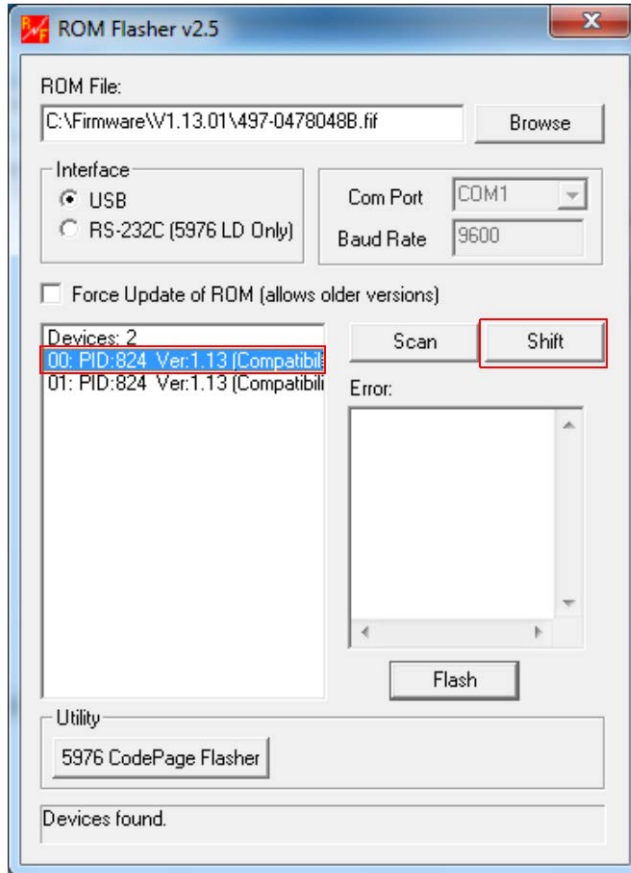 ROM Flasher v2.5
ROM File:
C:\Firmware\V1.13.01\497-0478048B.fif
Browse
Interface
USB
RS-232C (5976 LD Only)
Com Port
COM1
Baud Rate
9600
Force Update of ROM (allows older versions)
Devices: 2
00: PID:824 Ver:1.13 (Compatibil
01: PID:824 Ver:1.13 (Compatibili
Scan
Shift
Error:
Flash
Utility
5976 CodePage Flasher
Devices found.